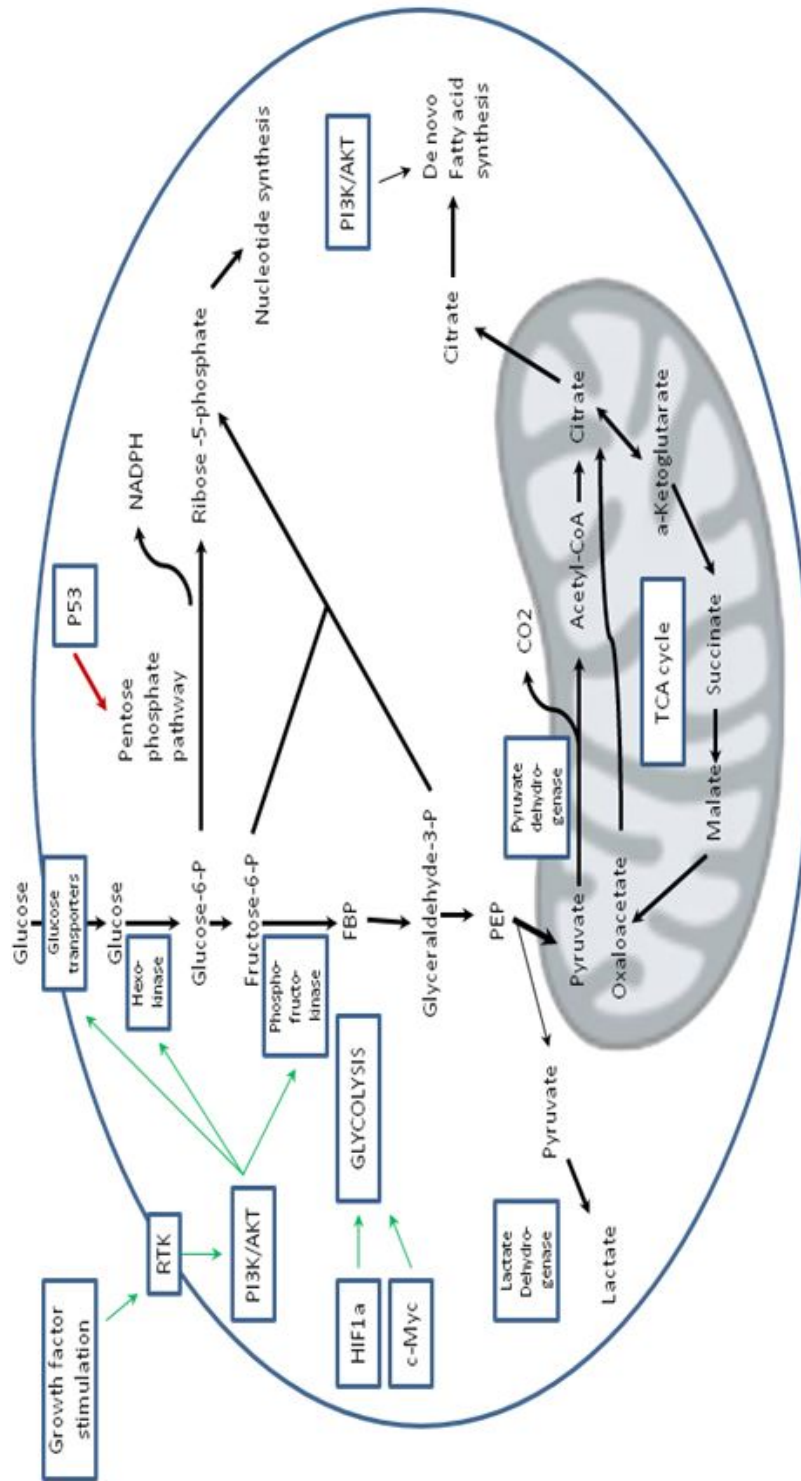 Growth factor
stimulation
RTK
PI3K/AKT
HIF1a
c-Myc
GLYCOLYSIS
Glucose
Glucose
transporters
Glucose
Hexo-
kinase
Glucose-6-P
Fructose-6-P
Phospho-
fructo-
kinase
FBP
Glyceraldehyde-3-P
PEP
Pyruvate
Lactate
Dehydro-
genase
Lactate
P53
Pentose
phosphate
pathway
NADPH
Ribose -5-phosphate
Nucleotide synthesis
Pyruvate
dehydro-
genase
CO2
Pyruvate
Acetyl-CoA
Citrate
Oxaloacetate
TCA cycle
a-Ketoglutarate
Succinate
Malate
Citrate
PI3K/AKT
De novo
Fatty acid
synthesis